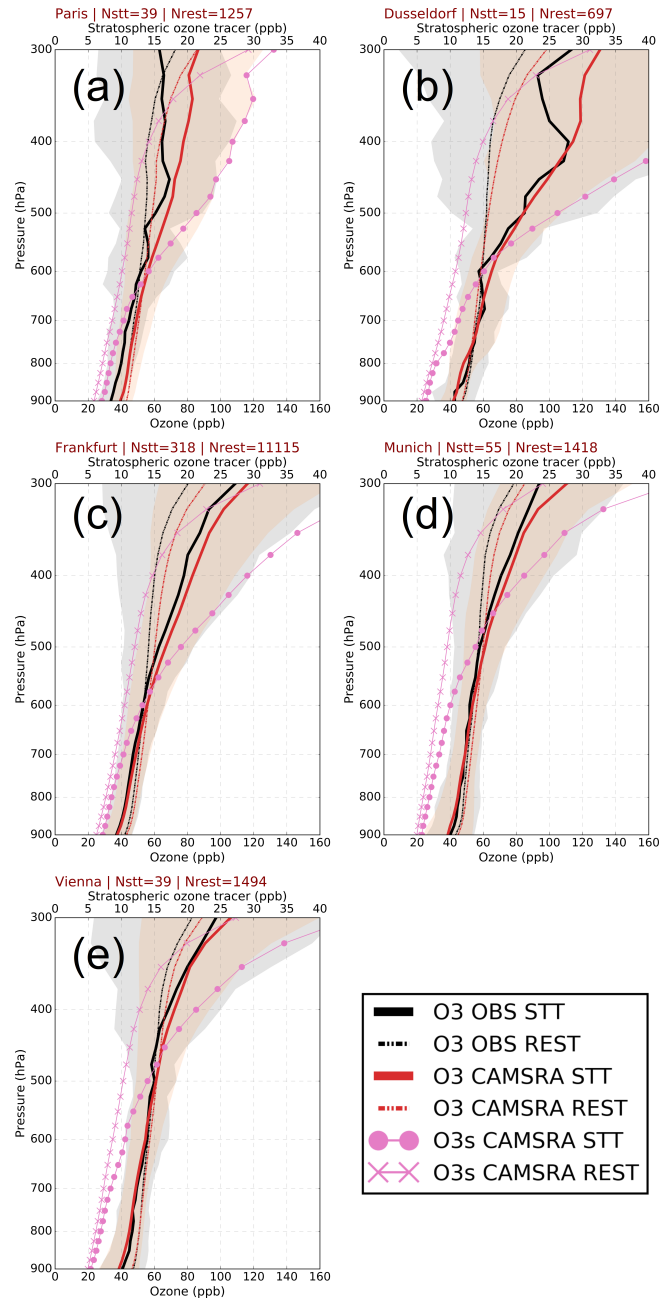 Paris | Nstt=39 | Nrest=1257
Stratospheric ozone tracer (ppb)
0 5 10 15 20 25 30 35 40
(a)
300
400
500
600
700
800
900
Pressure (hPa)
0 20 40 60 80 100 120 140 160
Ozone (ppb)
Dusseldorf | Nstt=15 | Nrest=697
Stratospheric ozone tracer (ppb)
0 5 10 15 20 25 30 35 40
(b)
300
400
500
600
700
800
900
Pressure (hPa)
0 20 40 60 80 100 120 140 160
Ozone (ppb)
Frankfurt | Nstt=318 | Nrest=11115
Stratospheric ozone tracer (ppb)
0 5 10 15 20 25 30 35 40
(c)
300
400
500
600
700
800
900
Pressure (hPa)
0 20 40 60 80 100 120 140 160
Ozone (ppb)
Munich | Nstt=55 | Nrest=1418
Stratospheric ozone tracer (ppb)
0 5 10 15 20 25 30 35 40
(d)
300
400
500
600
700
800
900
Pressure (hPa)
0 20 40 60 80 100 120 140 160
Ozone (ppb)
Vienna | Nstt=39 | Nrest=1494
Stratospheric ozone tracer (ppb)
0 5 10 15 20 25 30 35 40
(e)
300
400
500
600
700
800
900
Pressure (hPa)
0 20 40 60 80 100 120 140 160
Ozone (ppb)
O3 OBS STT
O3 OBS REST
O3 CAMSRA STT
O3 CAMSRA REST
O3s CAMSRA STT
O3s CAMSRA REST